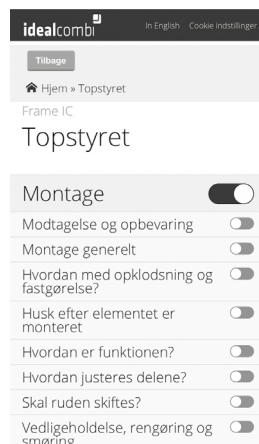 idealcombi
In English Cookie indstillinger
Tilbage
Hjem » Topstyret
Frame IC
Topstyret
Montage
Modtagelse og opbevaring
Montage generelt
Hvordan med opklodsning og
fastgørelse?
Husk efter elementet er
monteret
Hvordan er funktionen?
Hvordan justeres delene?
Skal ruden skiftes?
Vedligeholdelse, rengøring og
smøring